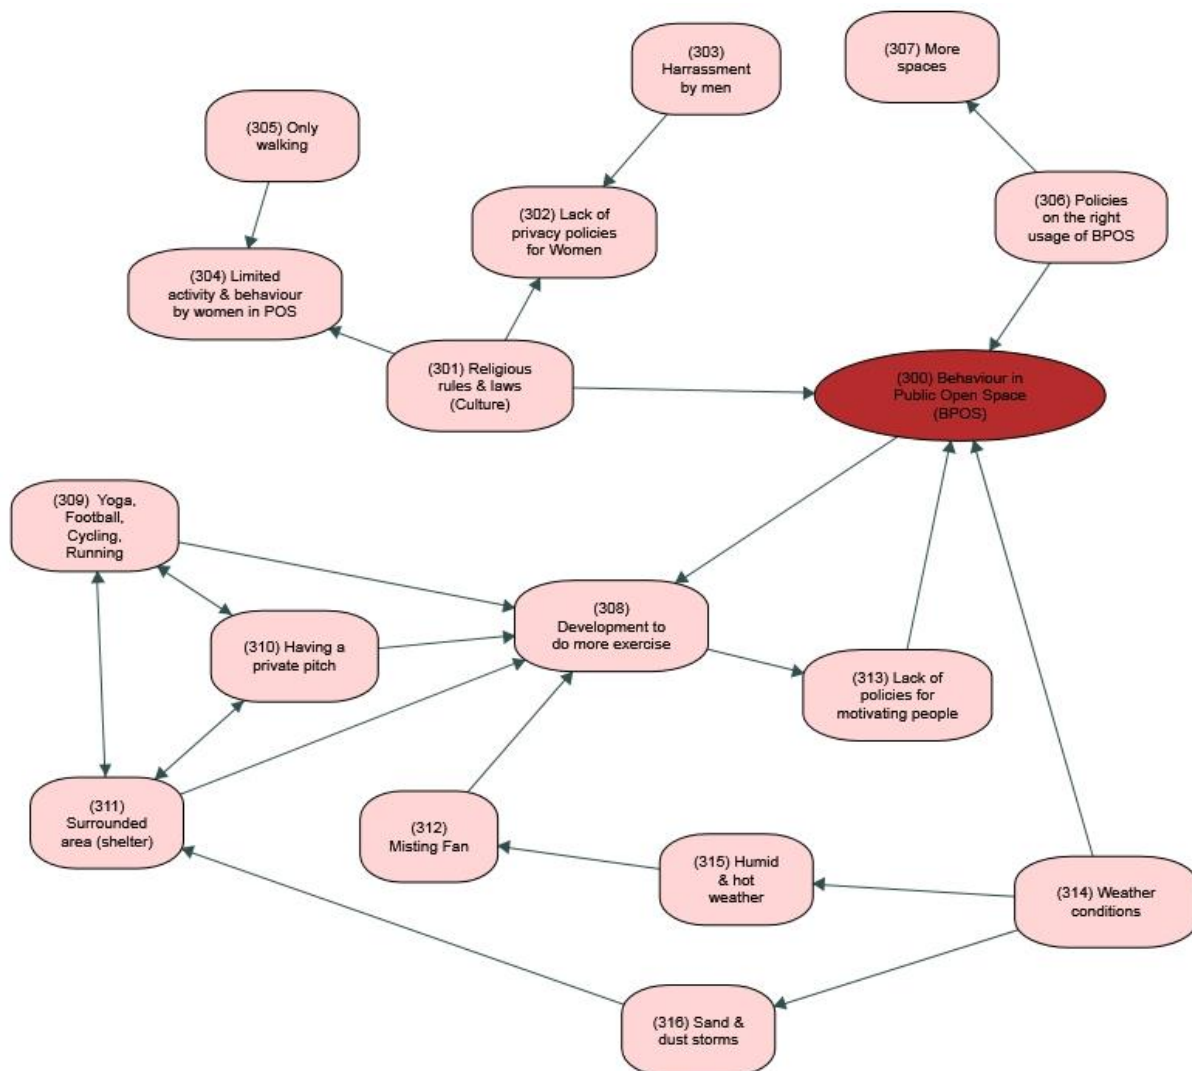 (303)
Harrassment
by men
(307) More
spaces
(305) Only
walking
(302) Lack of
privacy policies
for Women
(306) Policies
on the right
usage of BPOS
(304) Limited
activity & behaviour
by women in POS
(301) Religious
rules & laws
(Culture)
(300) Behaviour in
Public Open Space
(BPOS)
(309) Yoga,
Football,
Cycling,
Running
(308)
Development to
do more exercise
(310) Having a
private pitch
(313) Lack of
policies for
motivating people
(311)
Surrounded
area (shelter)
(312)
Misting Fan
(315) Humid
& hot
weather
(314) Weather
conditions
(316) Sand &
dust storms